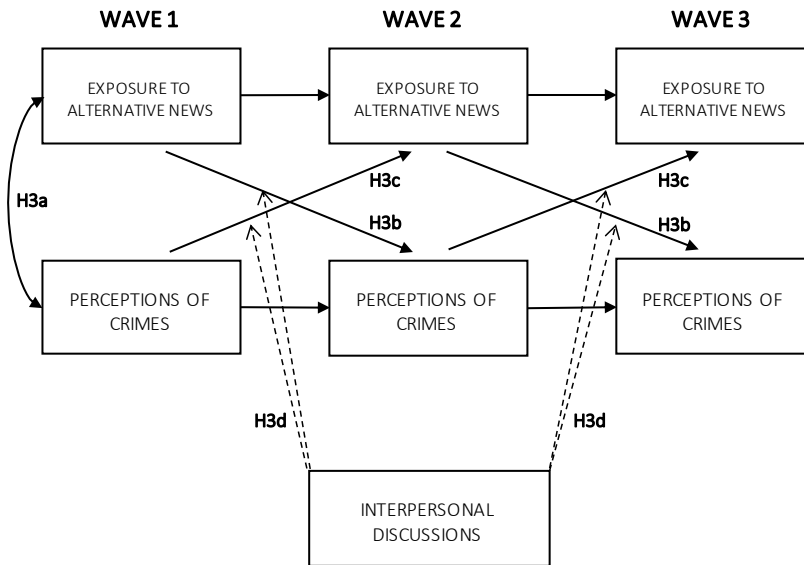 WAVE 1
WAVE 2
WAVE 3
EXPOSURE TO
ALTERNATIVE NEWS
EXPOSURE TO
ALTERNATIVE NEWS
EXPOSURE TO
ALTERNATIVE NEWS
H3a
H3c
H3b
H3c
H3b
PERCEPTIONS OF
CRIMES
PERCEPTIONS OF
CRIMES
PERCEPTIONS OF
CRIMES
H3d
H3d
INTERPERSONAL
DISCUSSIONS